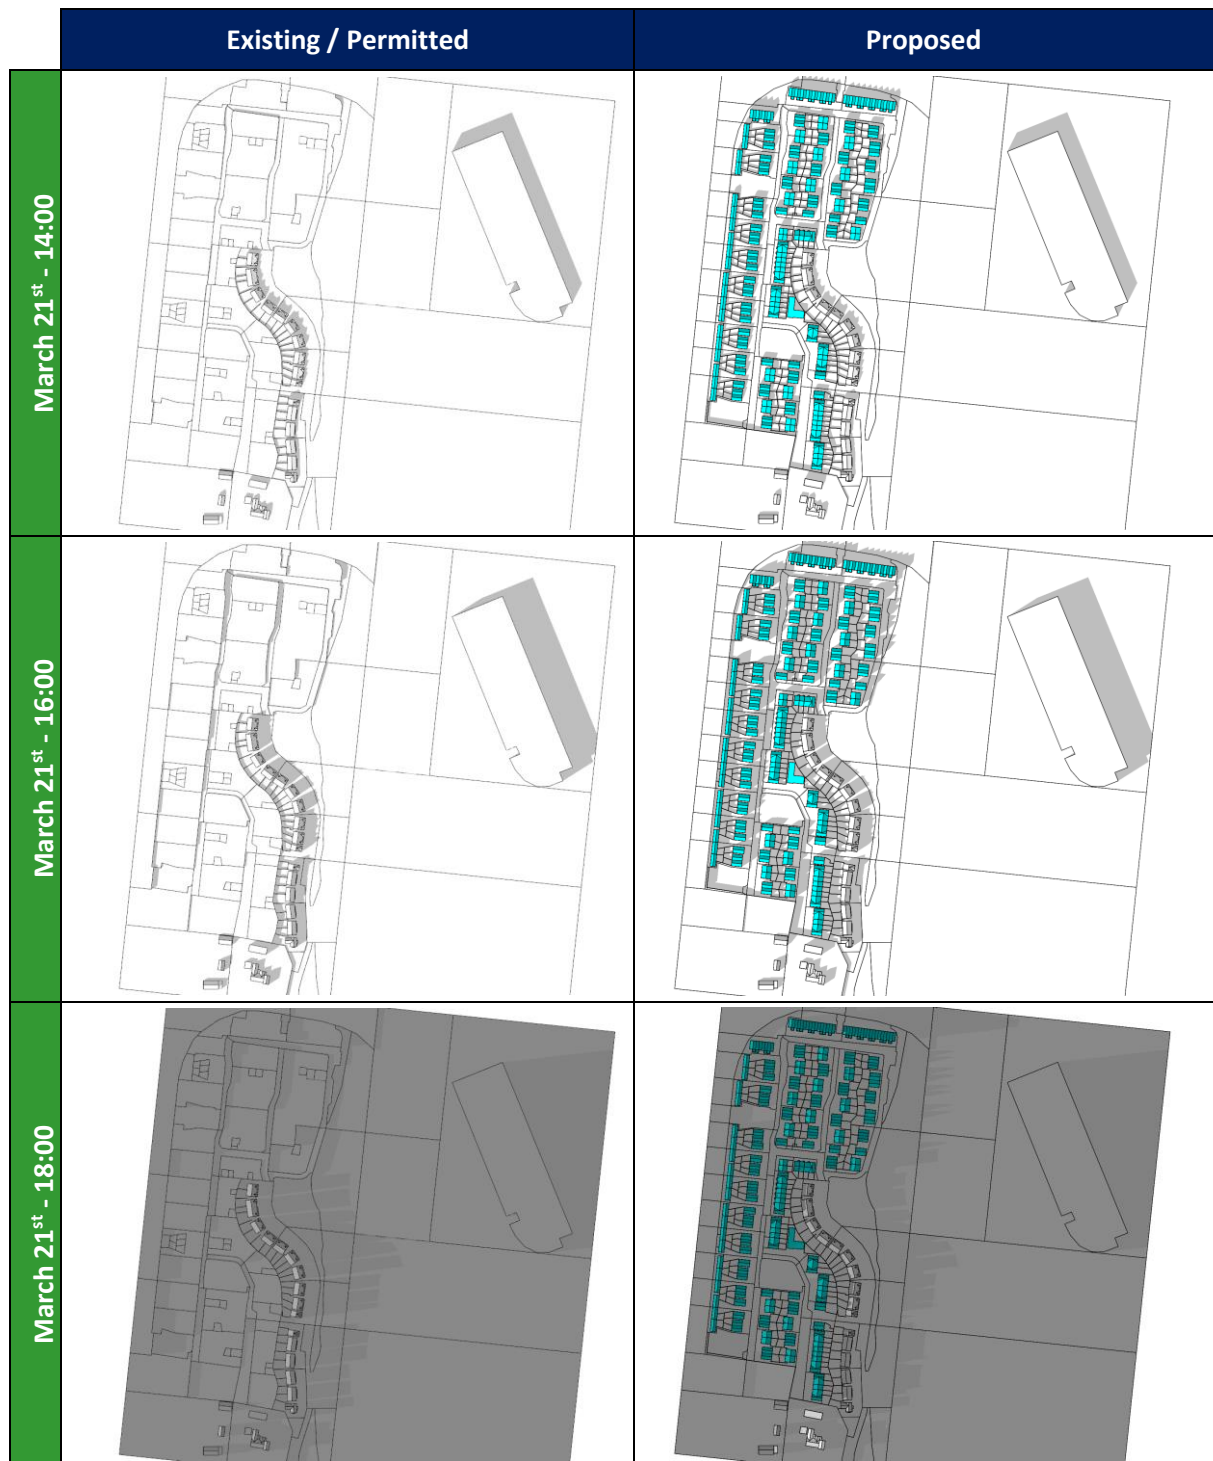 Existing / Permitted
Proposed
March 21st - 14:00
March 21st - 16:00
March 21st - 18:00